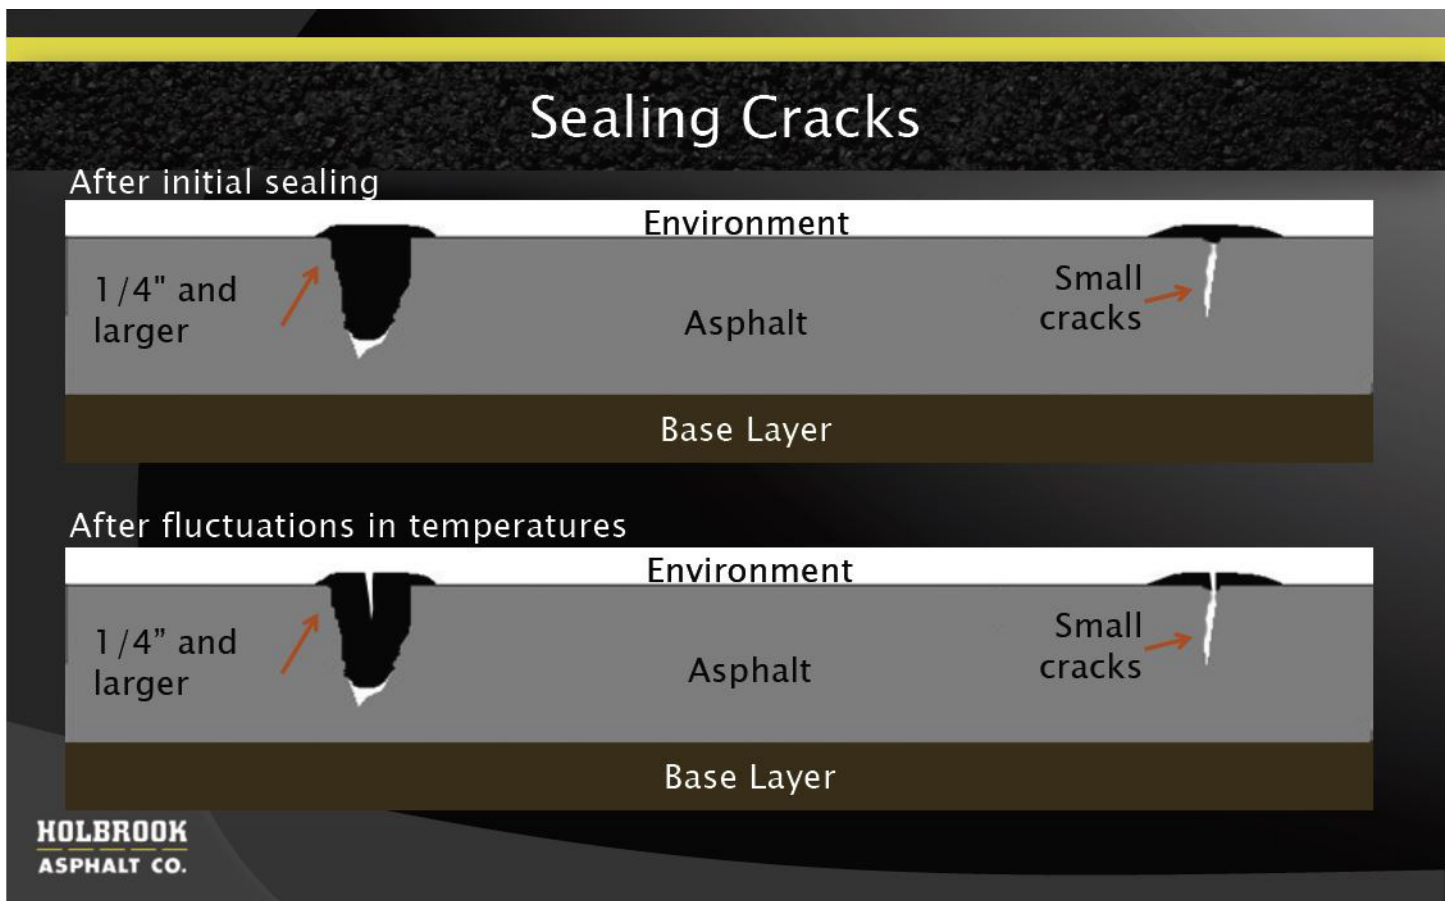 Sealing Cracks
After initial sealing
Environment
1/4" and
larger
Asphalt
Small
cracks
Base Layer
After fluctuations in temperatures
Environment
1/4” and
larger
Asphalt
Small
cracks
Base Layer
HOLBROOK
ASPHALT CO.